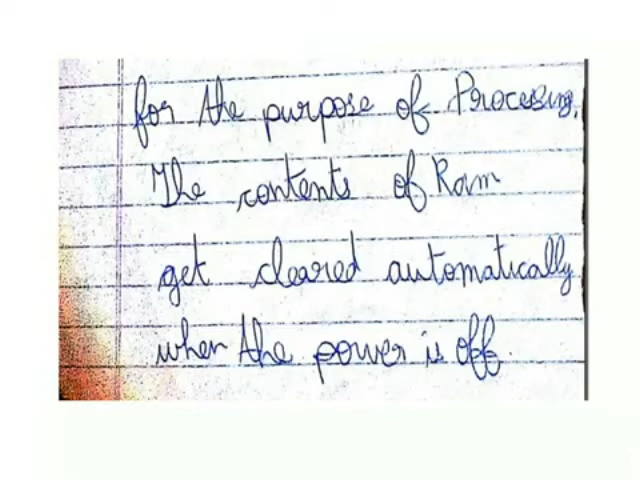 for the purpose of Processing.
The contents of Ram
get cleared automatically
when the power is off.